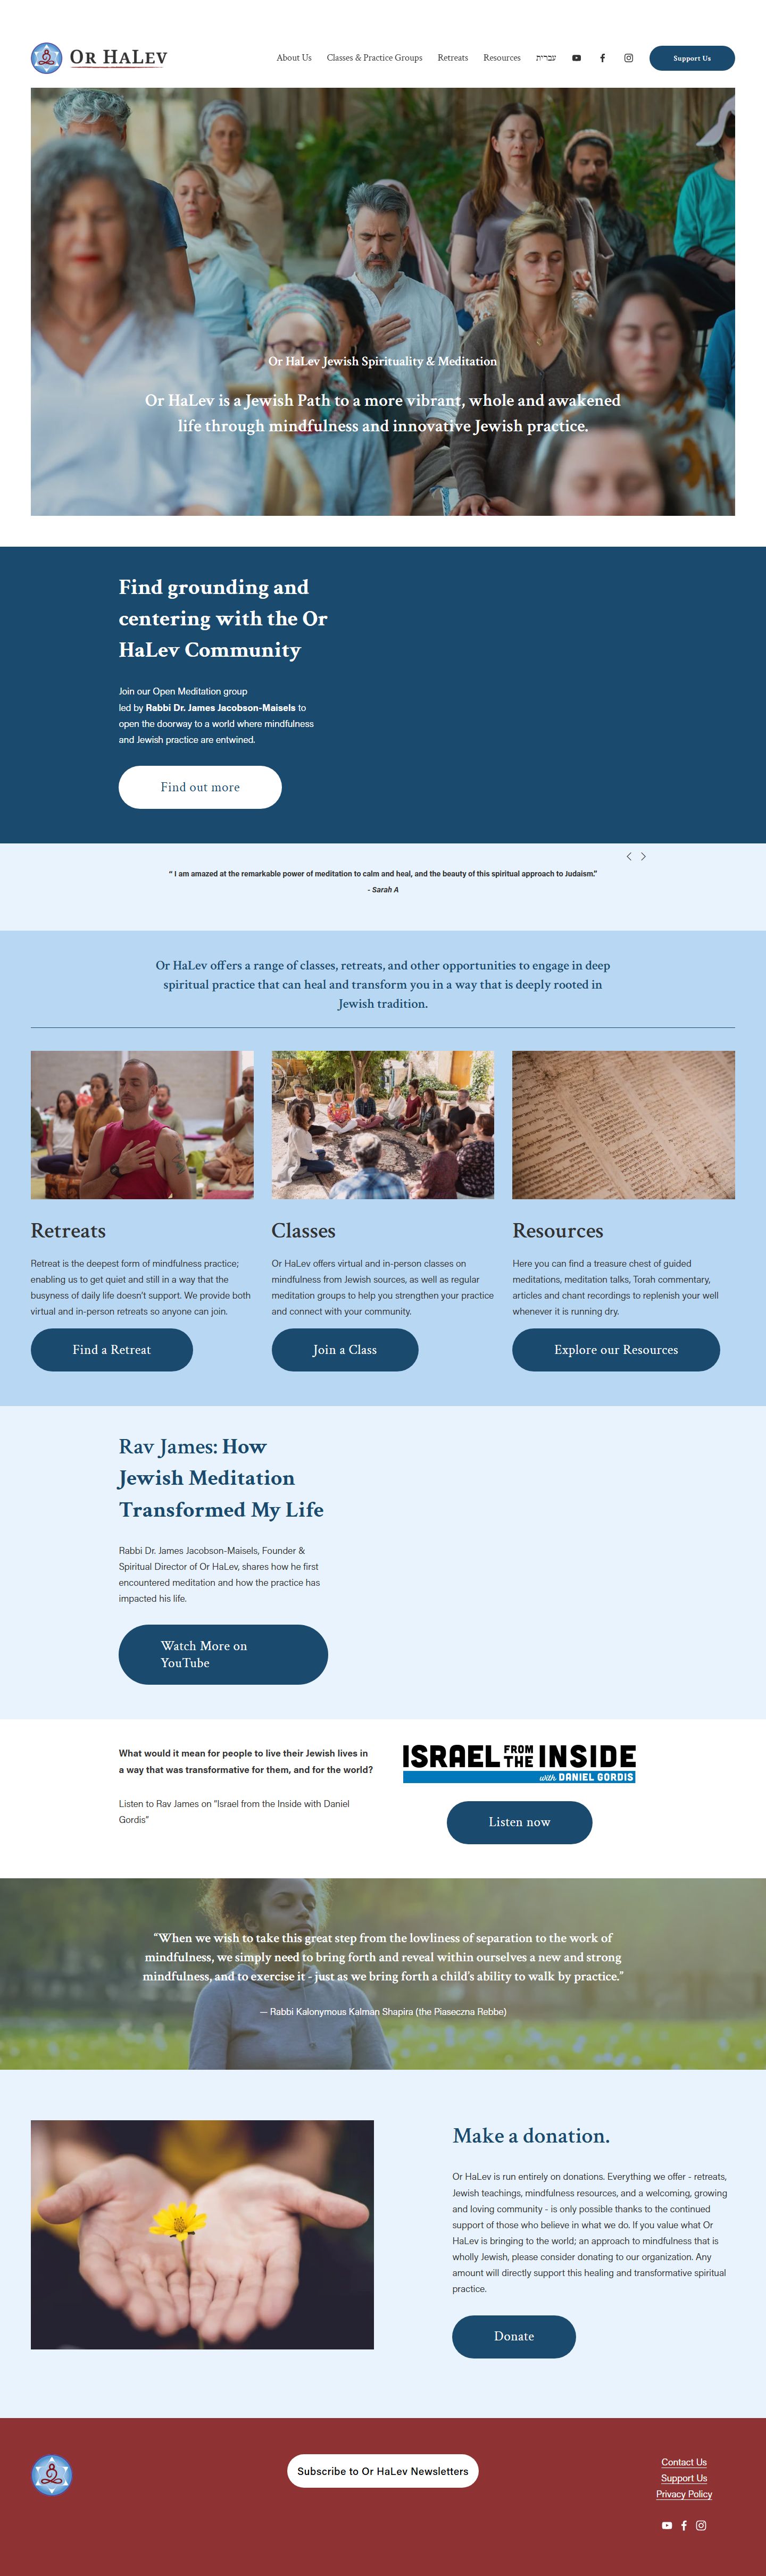 Or HaLev
About Us
Classes & Practice Groups
Retreats
Resources
עברית
Support Us
Or HaLev Jewish Spirituality & Meditation
Or HaLev is a Jewish Path to a more vibrant, whole and awakened
life through mindfulness and innovative Jewish practice.
Find grounding and
centering with the Or
HaLev Community
Join our Open Meditation group
led by Rabbi Dr. James Jacobson-Maisels to
open the doorway to a world where mindfulness
and Jewish practice are entwined.
Find out more
“ I am amazed at the remarkable power of meditation to calm and heal, and the beauty of this spiritual approach to Judaism.”
- Sarah A
Or HaLev offers a range of classes, retreats, and other opportunities to engage in deep
spiritual practice that can heal and transform you in a way that is deeply rooted in
Jewish tradition.
Retreats
Retreat is the deepest form of mindfulness practice;
enabling us to get quiet and still in a way that the
busyness of daily life doesn’t support. We provide both
virtual and in-person retreats so anyone can join.
Find a Retreat
Classes
Or HaLev offers virtual and in-person classes on
mindfulness from Jewish sources, as well as regular
meditation groups to help you strengthen your practice
and connect with your community.
Join a Class
Resources
Here you can find a treasure chest of guided
meditations, meditation talks, Torah commentary,
articles and chant recordings to replenish your well
whenever it is running dry.
Explore our Resources
Rav James: How
Jewish Meditation
Transformed My Life
Rabbi Dr. James Jacobson-Maisels, Founder &
Spiritual Director of Or HaLev, shares how he first
encountered meditation and how the practice has
impacted his life.
Watch More on
YouTube
What would it mean for people to live their Jewish lives in
a way that was transformative for them, and for the world?
Listen to Rav James on “Israel from the Inside with Daniel
Gordis”
ISRAEL FROM THE INSIDE
with DANIEL GORDIS
Listen now
“When we wish to take this great step from the lowliness of separation to the work of
mindfulness, we simply need to bring forth and reveal within ourselves a new and strong
mindfulness, and to exercise it - just as we bring forth a child’s ability to walk by practice.”
— Rabbi Kalonymous Kalman Shapira (the Piaseczna Rebbe)
Make a donation.
Or HaLev is run entirely on donations. Everything we offer - retreats,
Jewish teachings, mindfulness resources, and a welcoming, growing
and loving community - is only possible thanks to the continued
support of those who believe in what we do. If you value what Or
HaLev is bringing to the world; an approach to mindfulness that is
wholly Jewish, please consider donating to our organization. Any
amount will directly support this healing and transformative spiritual
practice.
Donate
Subscribe to Or HaLev Newsletters
Contact Us
Support Us
Privacy Policy